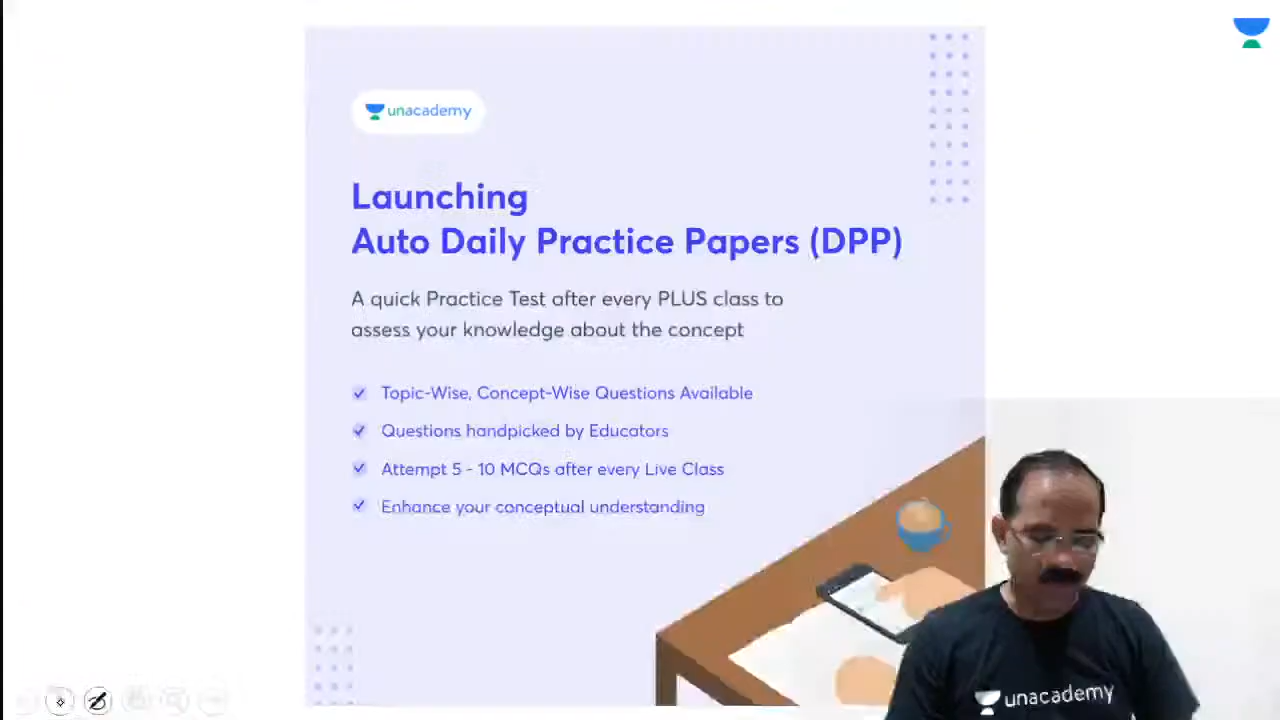 unacademy
Launching
Auto Daily Practice Papers (DPP)
A quick Practice Test after every PLUS class to
assess your knowledge about the concept
Topic-Wise, Concept-Wise Questions Available
Questions handpicked by Educators
Attempt 5 - 10 MCQs after every Live Class
Enhance your conceptual understanding
unacademy